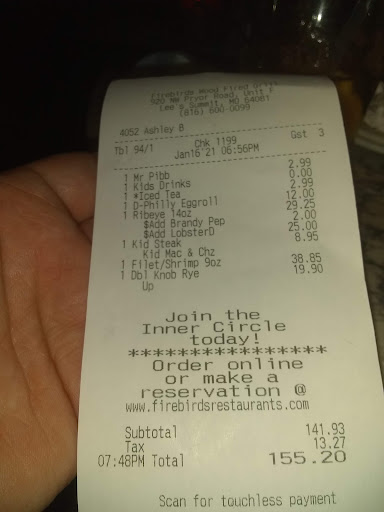 Firebirds Wood Fired Grill
920 NW Pryor Road, Unit F
Lee's Summit, MO 64081
(816) 600-0099
4052 Ashley B
Tbl 94/1 Chk 1199 Gst 3
Jan16'21 06:56PM
1 Mr Pibb 2.99
1 Kids Drinks 0.00
1 *Iced Tea 2.99
1 D-Philly Eggroll 12.00
1 Ribeye 14oz 29.25
$Add Brandy Pep 2.00
$Add LobsterD 25.00
1 Kid Steak 8.95
Kid Mac & Chz
1 Filet/Shrimp 9oz 38.85
1 Dbl Knob Rye 19.90
Up
Join the
Inner Circle
today!
*****************
Order online
or make a
reservation @
www.firebirdsrestaurants.com
Subtotal 141.93
Tax 13.27
07:48PM Total 155.20
Scan for touchless payment